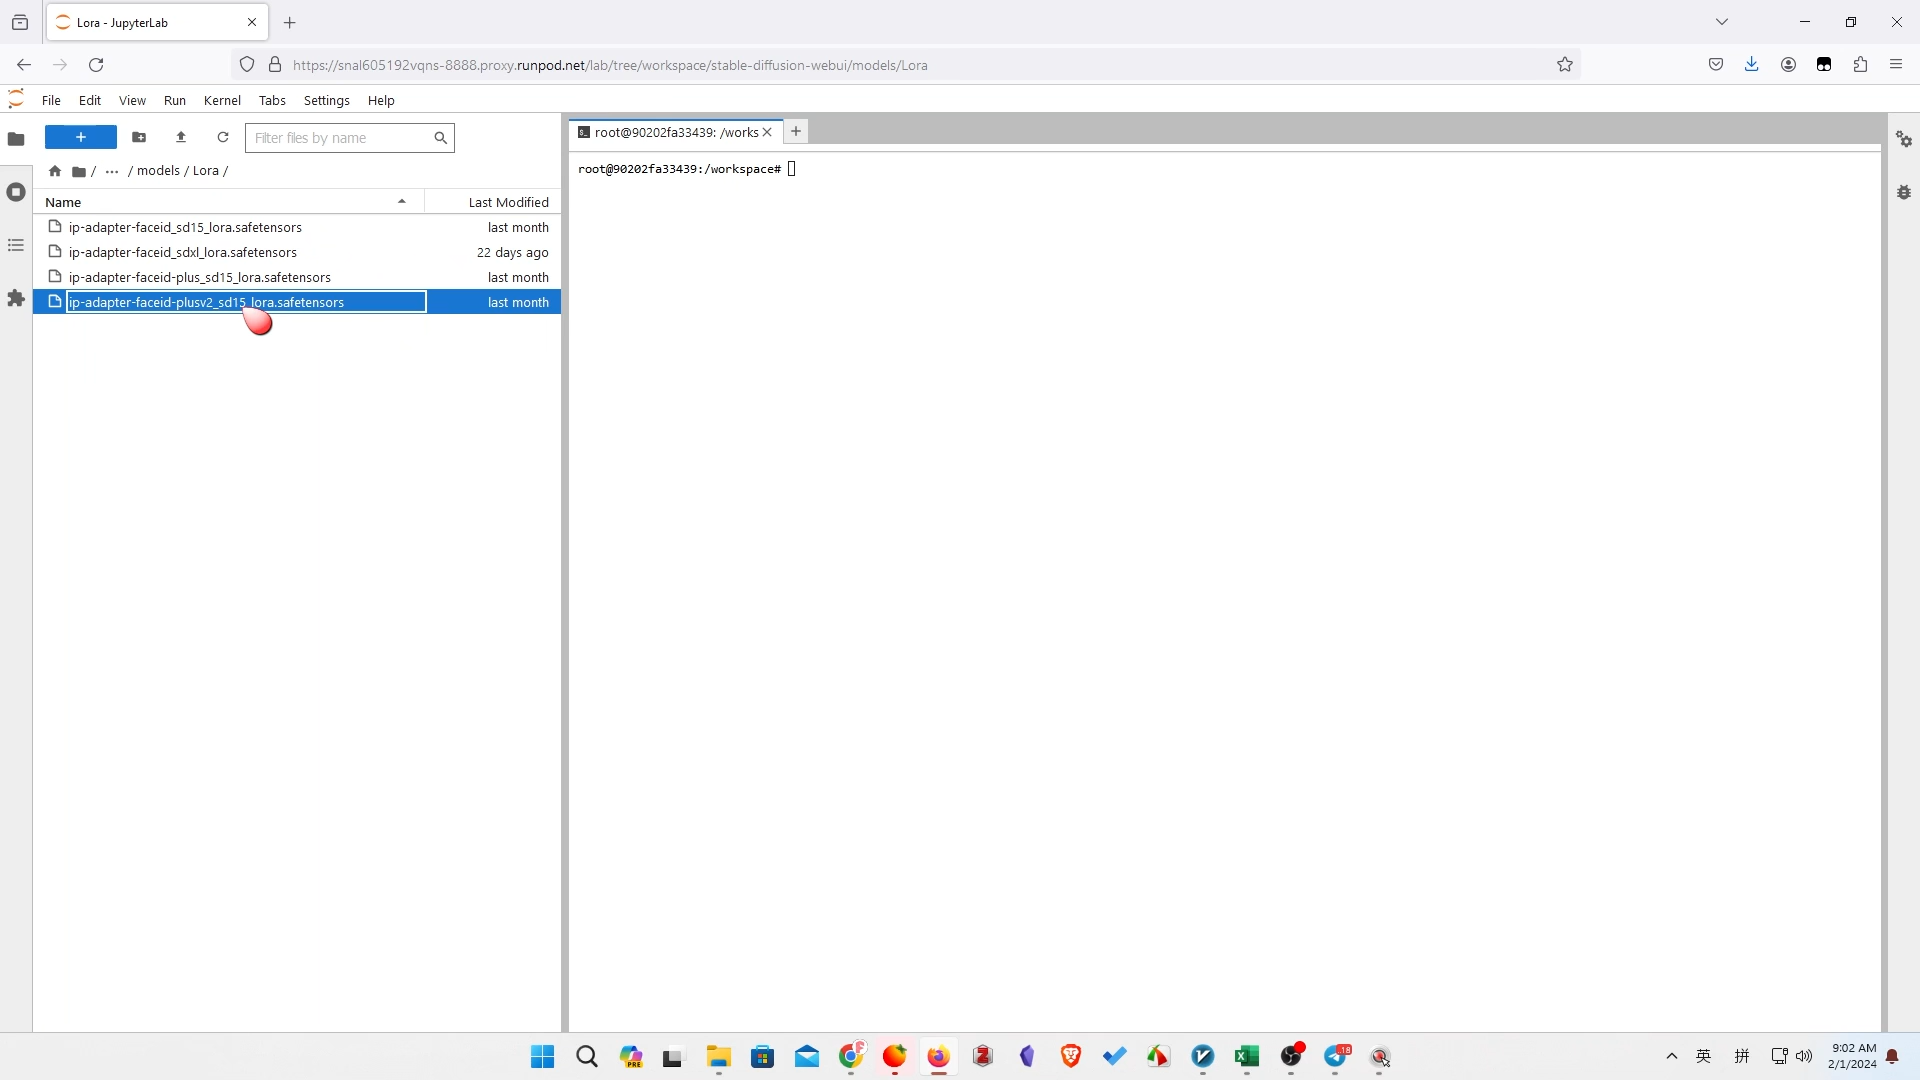 Lora - JupyterLab
https://snal605192vqns-8888.proxy.runpod.net/lab/tree/workspace/stable-diffusion-webui/models/Lora
File Edit View Run Kernel Tabs Settings Help
+
Filter files by name
/ ... / models / Lora /
Name Last Modified
ip-adapter-faceid_sd15_lora.safetensors last month
ip-adapter-faceid_sdxl_lora.safetensors 22 days ago
ip-adapter-faceid-plus_sd15_lora.safetensors last month
ip-adapter-faceid-plusv2_sd15_lora.safetensors last month
root@90202fa33439: /works
root@90202fa33439:/workspace#
PRE
F
Z
18
英
拼
9:02 AM
2/1/2024